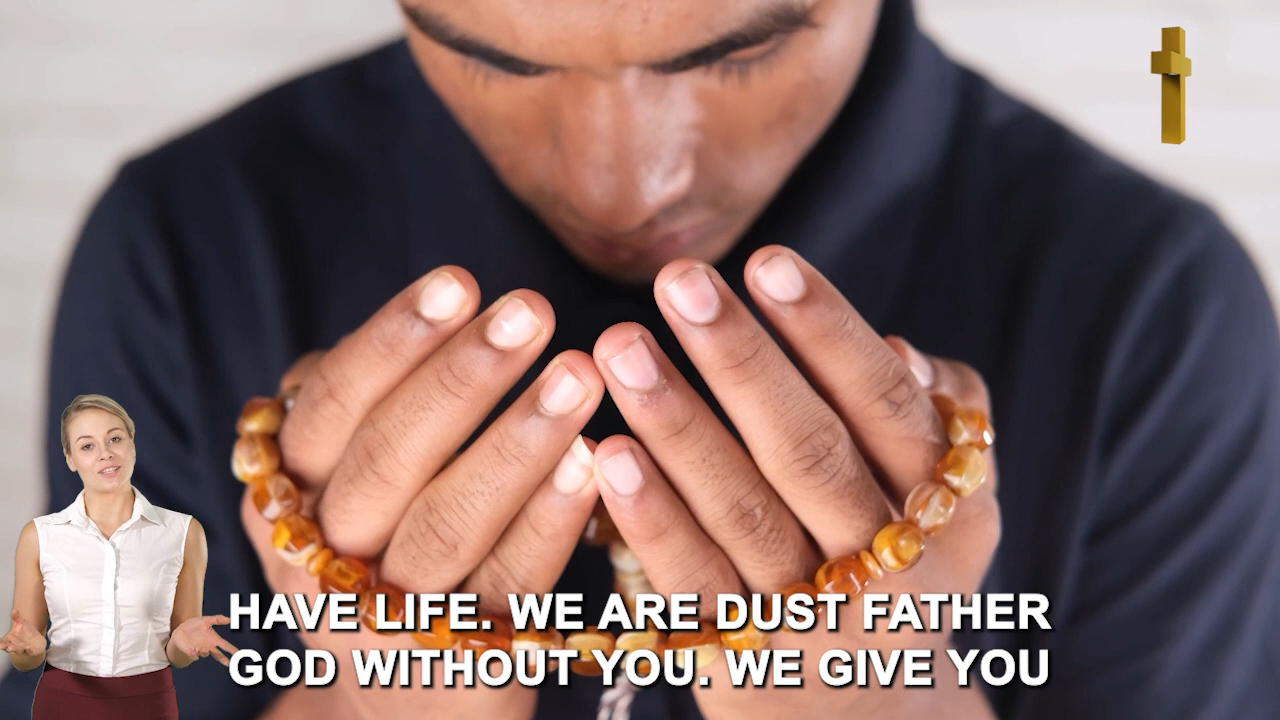 HAVE LIFE. WE ARE DUST FATHER
GOD WITHOUT YOU. WE GIVE YOU